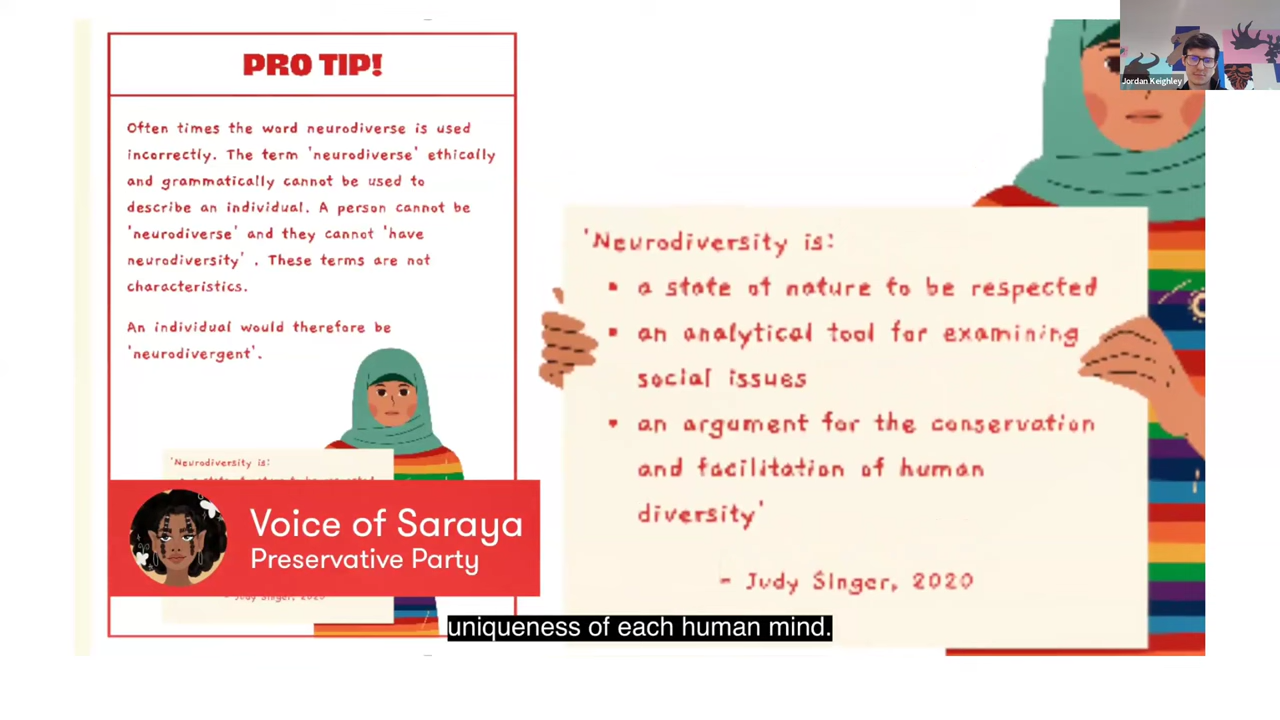 PRO TIP!
Often times the word neurodiverse is used
incorrectly. The term 'neurodiverse' ethically
and grammatically cannot be used to
describe an individual. A person cannot be
'neurodiverse' and they cannot 'have
neurodiversity' . These terms are not
characteristics.
An individual would therefore be
'neurodivergent'.
'Neurodiversity is:
Voice of Saraya
Preservative Party
- Judy Singer, 2020
'Neurodiversity is:
• a state of nature to be respected
• an analytical tool for examining
social issues
• an argument for the conservation
and facilitation of human
diversity'
- Judy Singer, 2020
uniqueness of each human mind.
Jordan Keighley